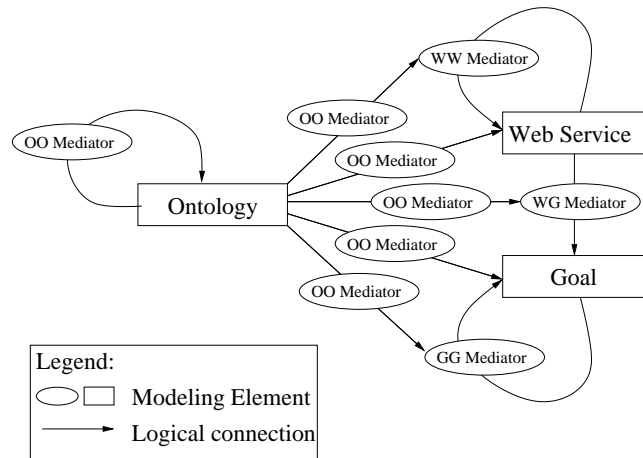 WW Mediator
OO Mediator
Web Service
OO Mediator
OO Mediator
Ontology
OO Mediator
WG Mediator
OO Mediator
Goal
OO Mediator
GG Mediator
Legend:
Modeling Element
Logical connection